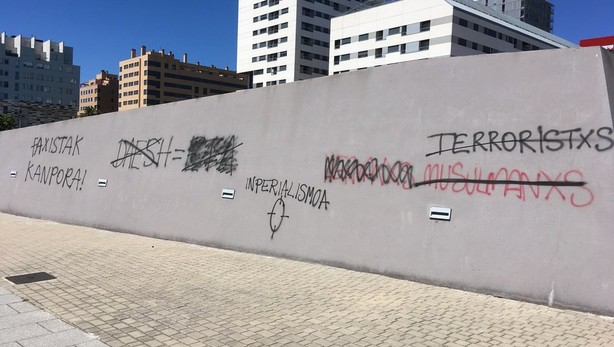 FAXISTAK
KANPORA!
DAESH =
INPERIALISMOA
TERRORISTXS
MUSULMANXS